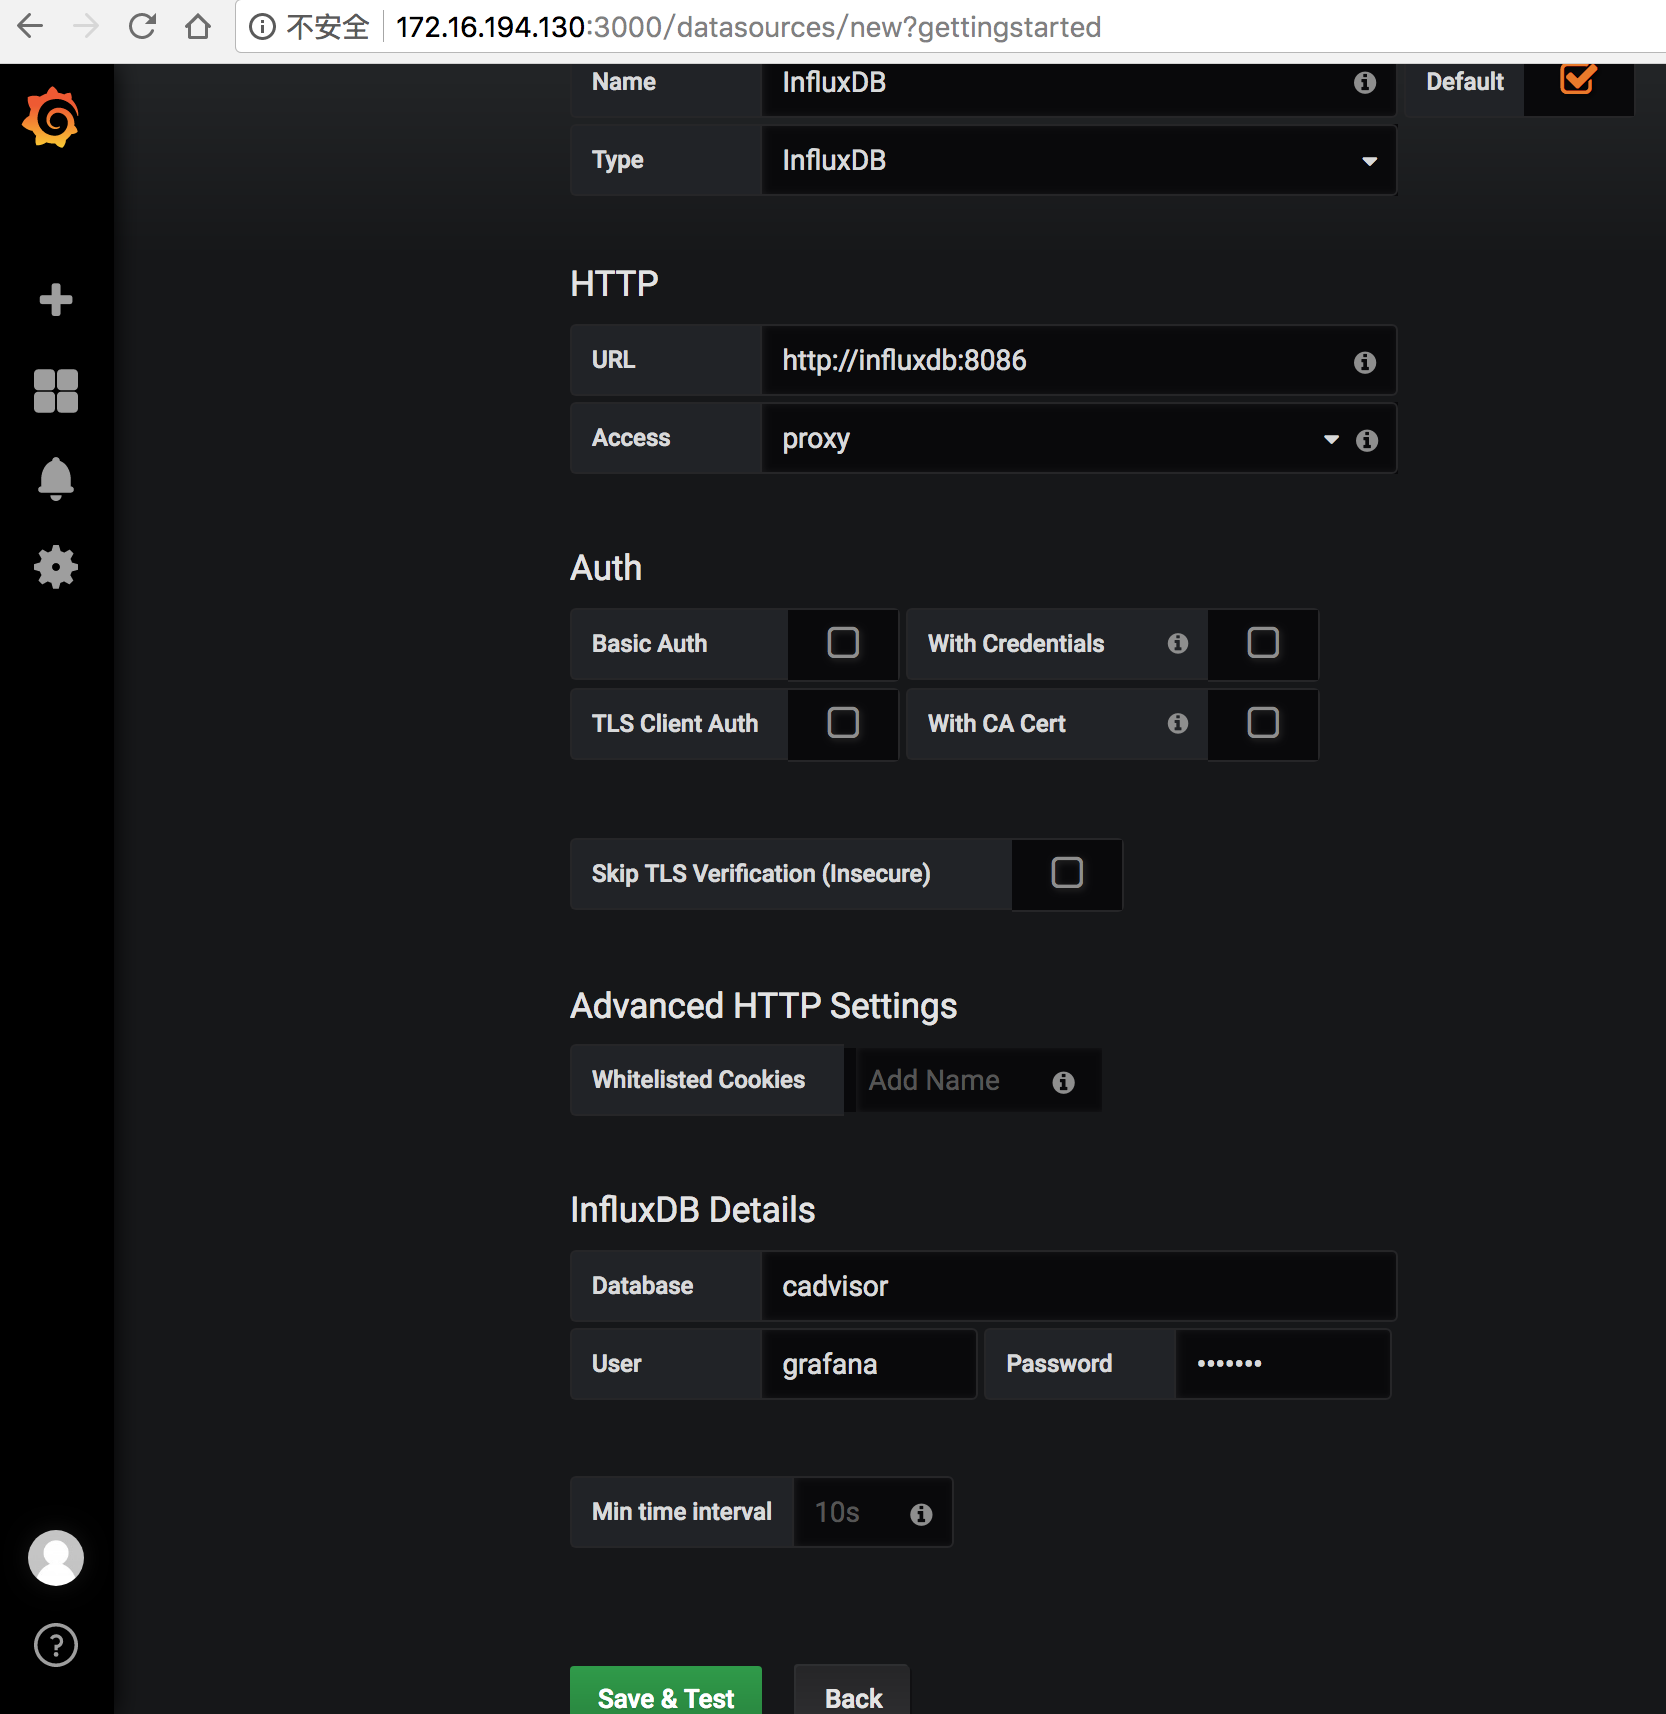 不安全 172.16.194.130:3000/datasources/new?gettingstarted
Name InfluxDB Default
Type InfluxDB
HTTP
URL http://influxdb:8086
Access proxy
Auth
Basic Auth With Credentials
TLS Client Auth With CA Cert
Skip TLS Verification (Insecure)
Advanced HTTP Settings
Whitelisted Cookies Add Name
InfluxDB Details
Database cadvisor
User grafana Password •••••••
Min time interval 10s
Save & Test Back